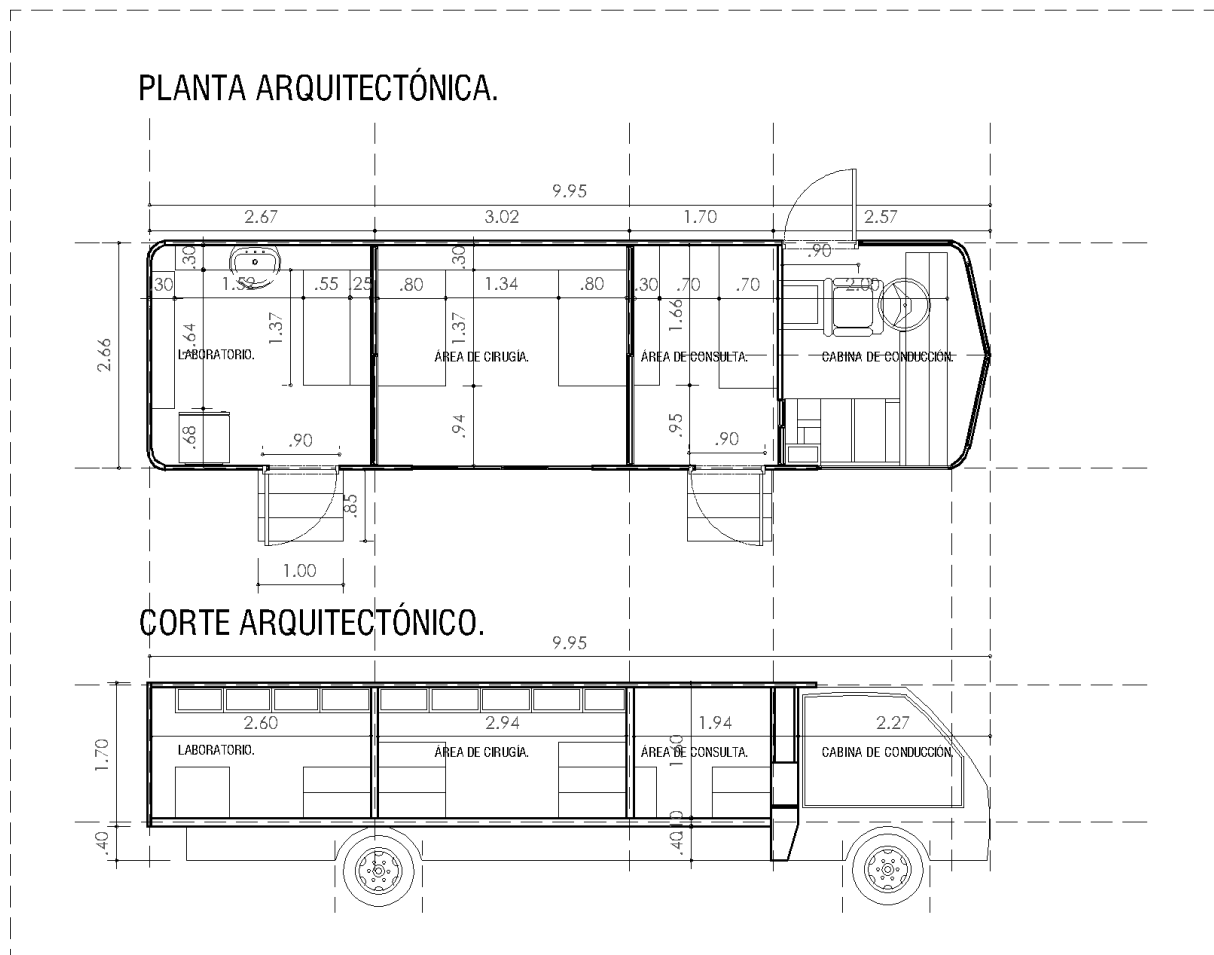 PLANTA ARQUITECTÓNICA.
9.95
2.67 3.02 1.70 2.57
.30 .30 .90
.30 1.52 .55 .25 .80 1.34 .80 .30 .70 .70
2.66
1.37 1.37 1.66
LABORATORIO. ÁREA DE CIRUGÍA. ÁREA DE CONSULTA. CABINA DE CONDUCCIÓN.
.68 .90 .94 .95 .90
.85
1.00
CORTE ARQUITECTÓNICO.
9.95
2.60 2.94 1.94 2.27
1.70
LABORATORIO. ÁREA DE CIRUGÍA. ÁREA DE CONSULTA. CABINA DE CONDUCCIÓN.
.40 .40